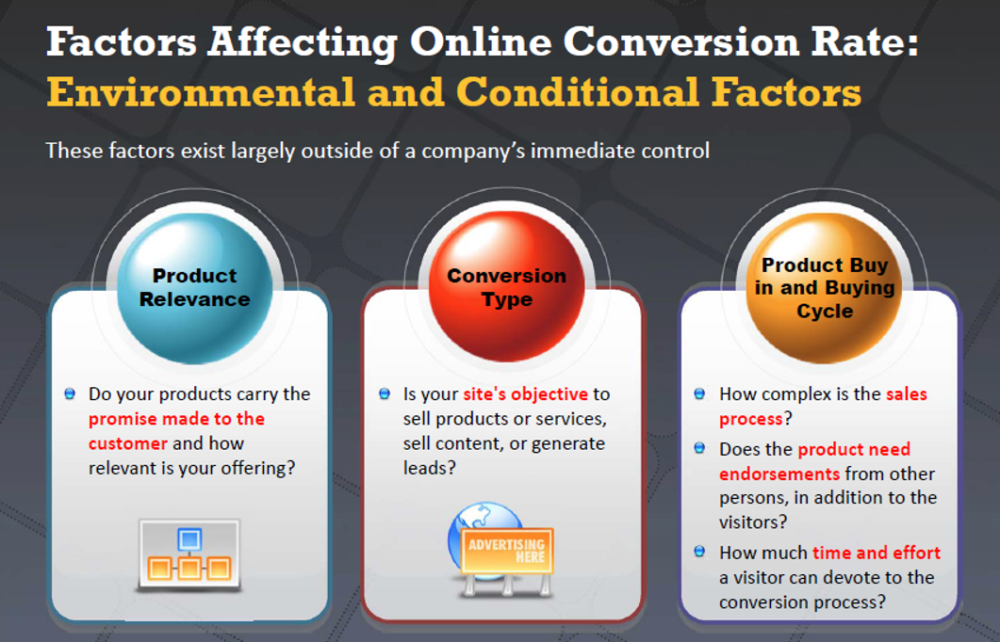 Factors Affecting Online Conversion Rate:
Environmental and Conditional Factors
These factors exist largely outside of a company’s immediate control
Product
Relevance
Do your products carry the
promise made to the
customer and how
relevant is your offering?
Conversion
Type
Is your site's objective to
sell products or services,
sell content, or generate
leads?
ADVERTISING
HERE
Product Buy
in and Buying
Cycle
How complex is the sales
process?
Does the product need
endorsements from other
persons, in addition to the
visitors?
How much time and effort
a visitor can devote to the
conversion process?